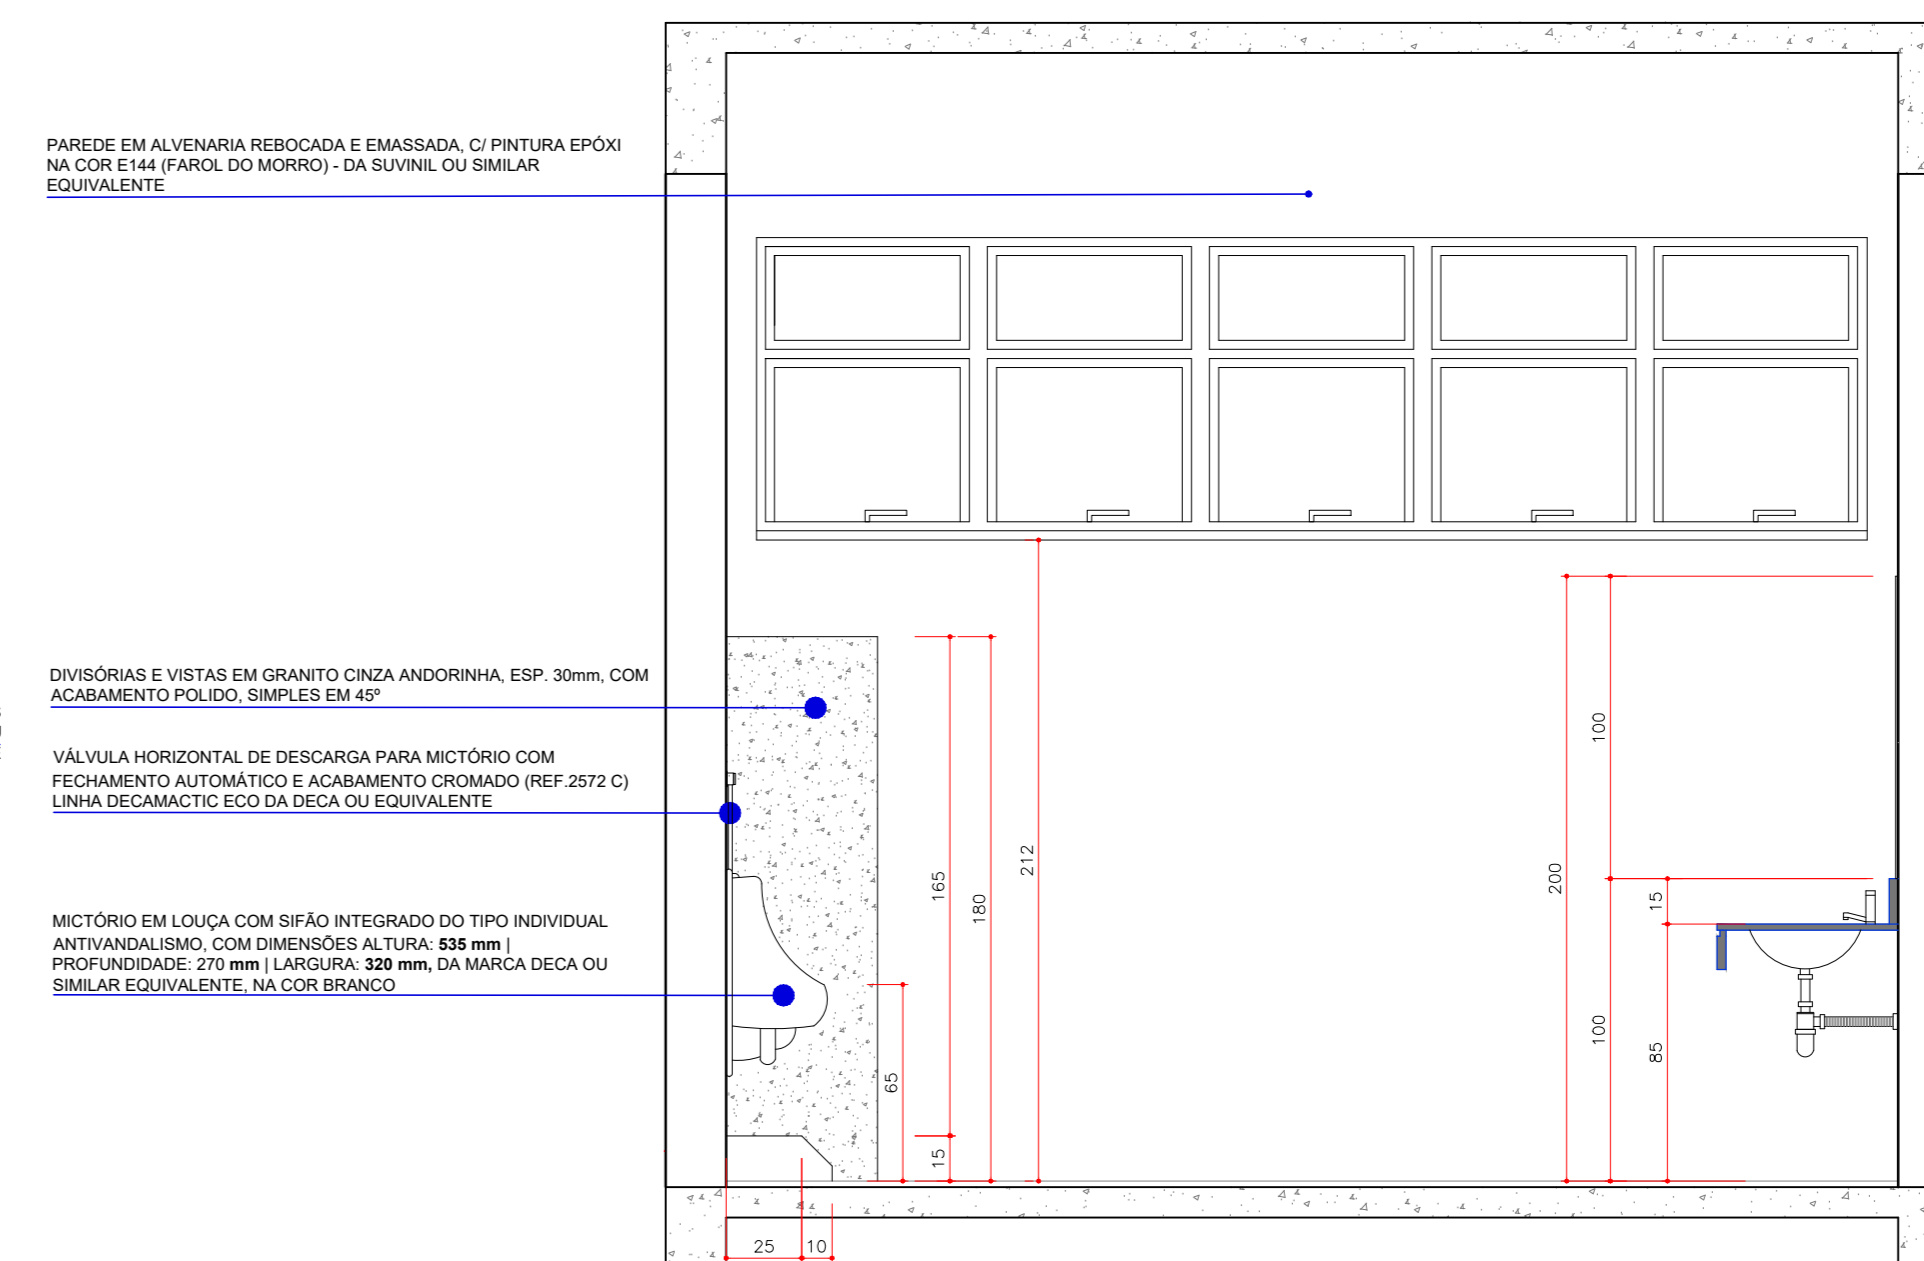 PAREDE EM ALVENARIA REBOCADA E EMASSADA, C/ PINTURA EPÓXI
NA COR E144 (FAROL DO MORRO) - DA SUVINIL OU SIMILAR
EQUIVALENTE
DIVISÓRIAS E VISTAS EM GRANITO CINZA ANDORINHA, ESP. 30mm, COM
ACABAMENTO POLIDO, SIMPLES EM 45º
VÁLVULA HORIZONTAL DE DESCARGA PARA MICTÓRIO COM
FECHAMENTO AUTOMÁTICO E ACABAMENTO CROMADO (REF.2572 C)
LINHA DECAMACTIC ECO DA DECA OU EQUIVALENTE
MICTÓRIO EM LOUÇA COM SIFÃO INTEGRADO DO TIPO INDIVIDUAL
ANTIVANDALISMO, COM DIMENSÕES ALTURA: 535 mm |
PROFUNDIDADE: 270 mm | LARGURA: 320 mm, DA MARCA DECA OU
SIMILAR EQUIVALENTE, NA COR BRANCO
65
165
15
180
212
200
100
100
15
85
25
10